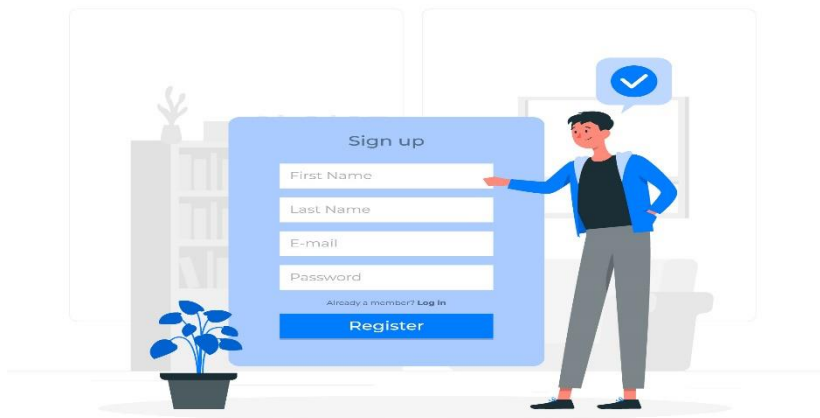 Sign up
First Name
Last Name
E-mail
Password
Already a member? Log in
Register